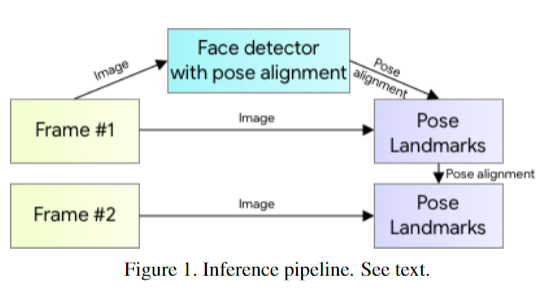 Face detector
with pose alignment
Image
Pose
alignment
Frame #1
Image
Pose
Landmarks
Pose alignment
Frame #2
Image
Pose
Landmarks
Figure 1. Inference pipeline. See text.